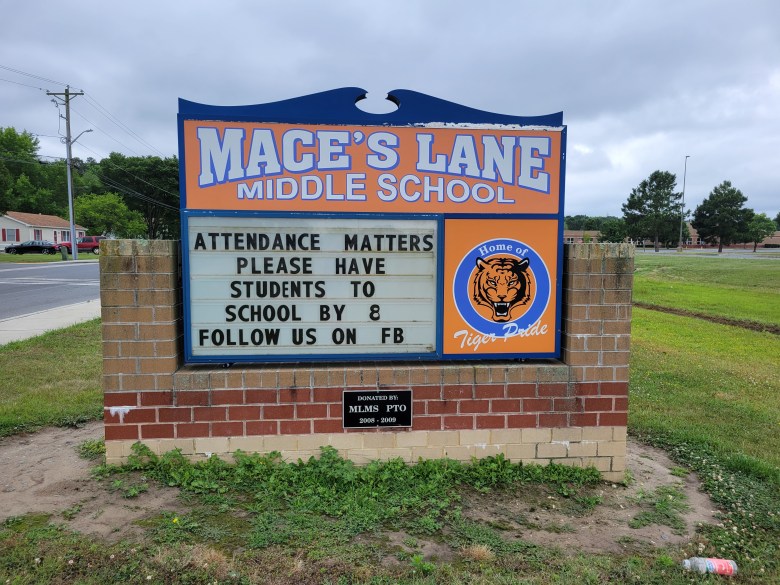 MACE'S LANE
MIDDLE SCHOOL
ATTENDANCE MATTERS
PLEASE HAVE
STUDENTS TO
SCHOOL BY 8
FOLLOW US ON FB
Home of
Tiger Pride
DONATED BY:
MLMS PTO
2008 - 2009